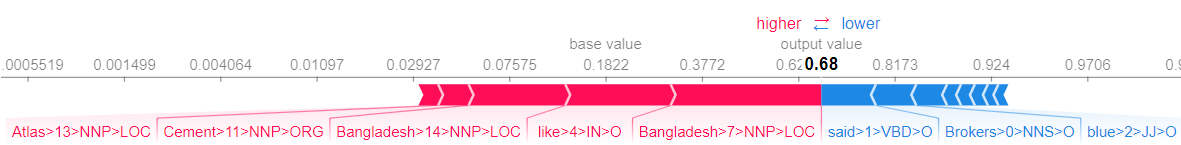 higher lower
base value output value
.0005519 0.001499 0.004064 0.01097 0.02927 0.07575 0.1822 0.3772 0.62 0.68 0.8173 0.924 0.9706
Atlas>13>NNP>LOC Cement>11>NNP>ORG Bangladesh>14>NNP>LOC like>4>IN>O Bangladesh>7>NNP>LOC said>1>VBD>O Brokers>0>NNS>O blue>2>JJ>O